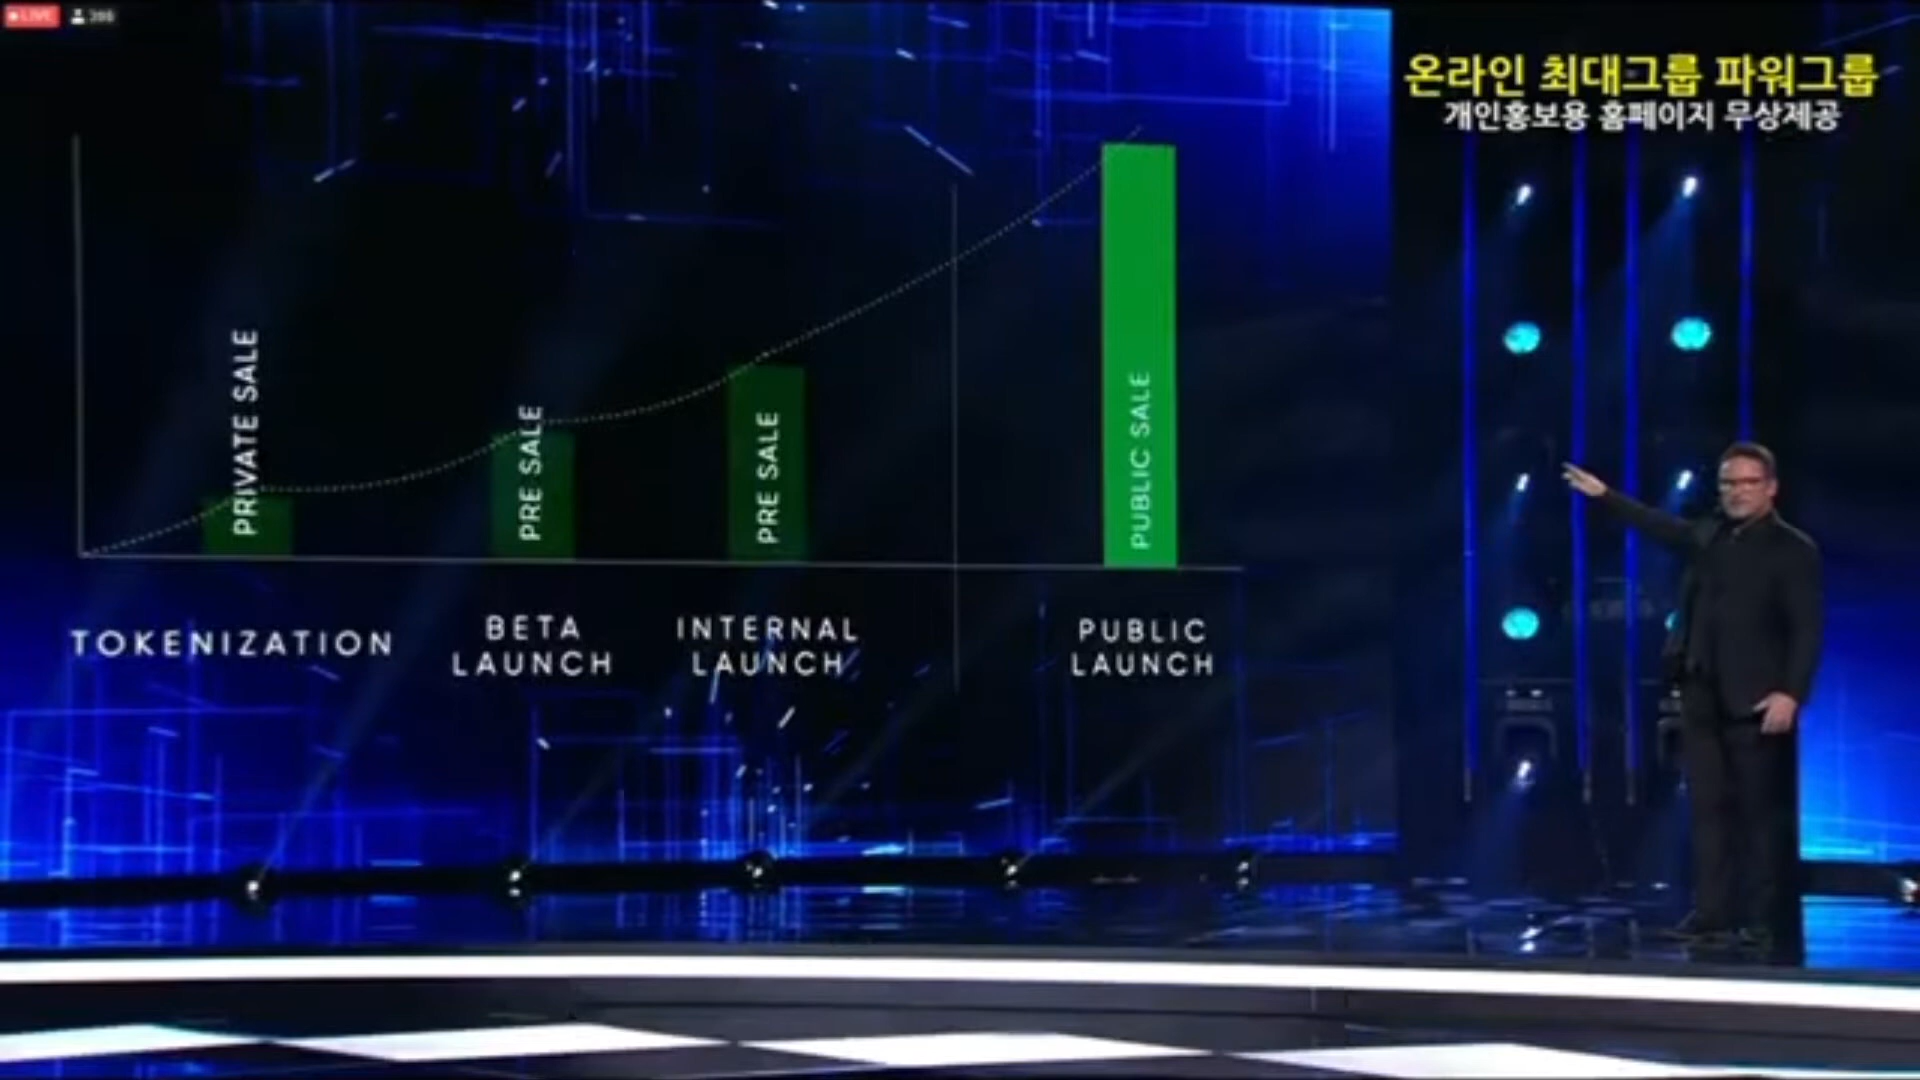 LIVE
온라인 최대그룹 파워그룹
개인홍보용 홈페이지 무상제공
PRIVATE SALE
PRE SALE
PRE SALE
PUBLIC SALE
TOKENIZATION
BETA
LAUNCH
INTERNAL
LAUNCH
PUBLIC
LAUNCH